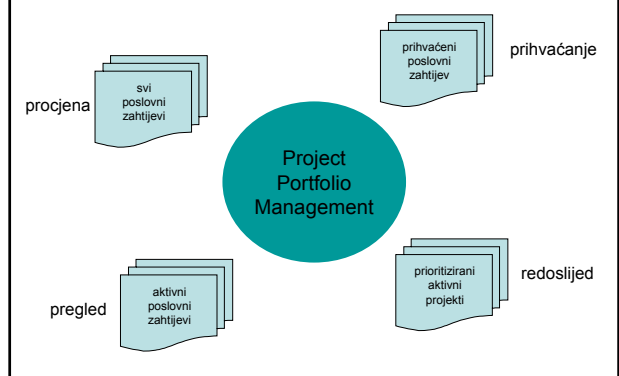 procjena
svi
poslovni
zahtijevi
prihvaćeni
poslovni
zahtijev
prihvaćanje
Project
Portfolio
Management
pregled
aktivni
poslovni
zahtijevi
prioritizirani
aktivni
projekti
redoslijed